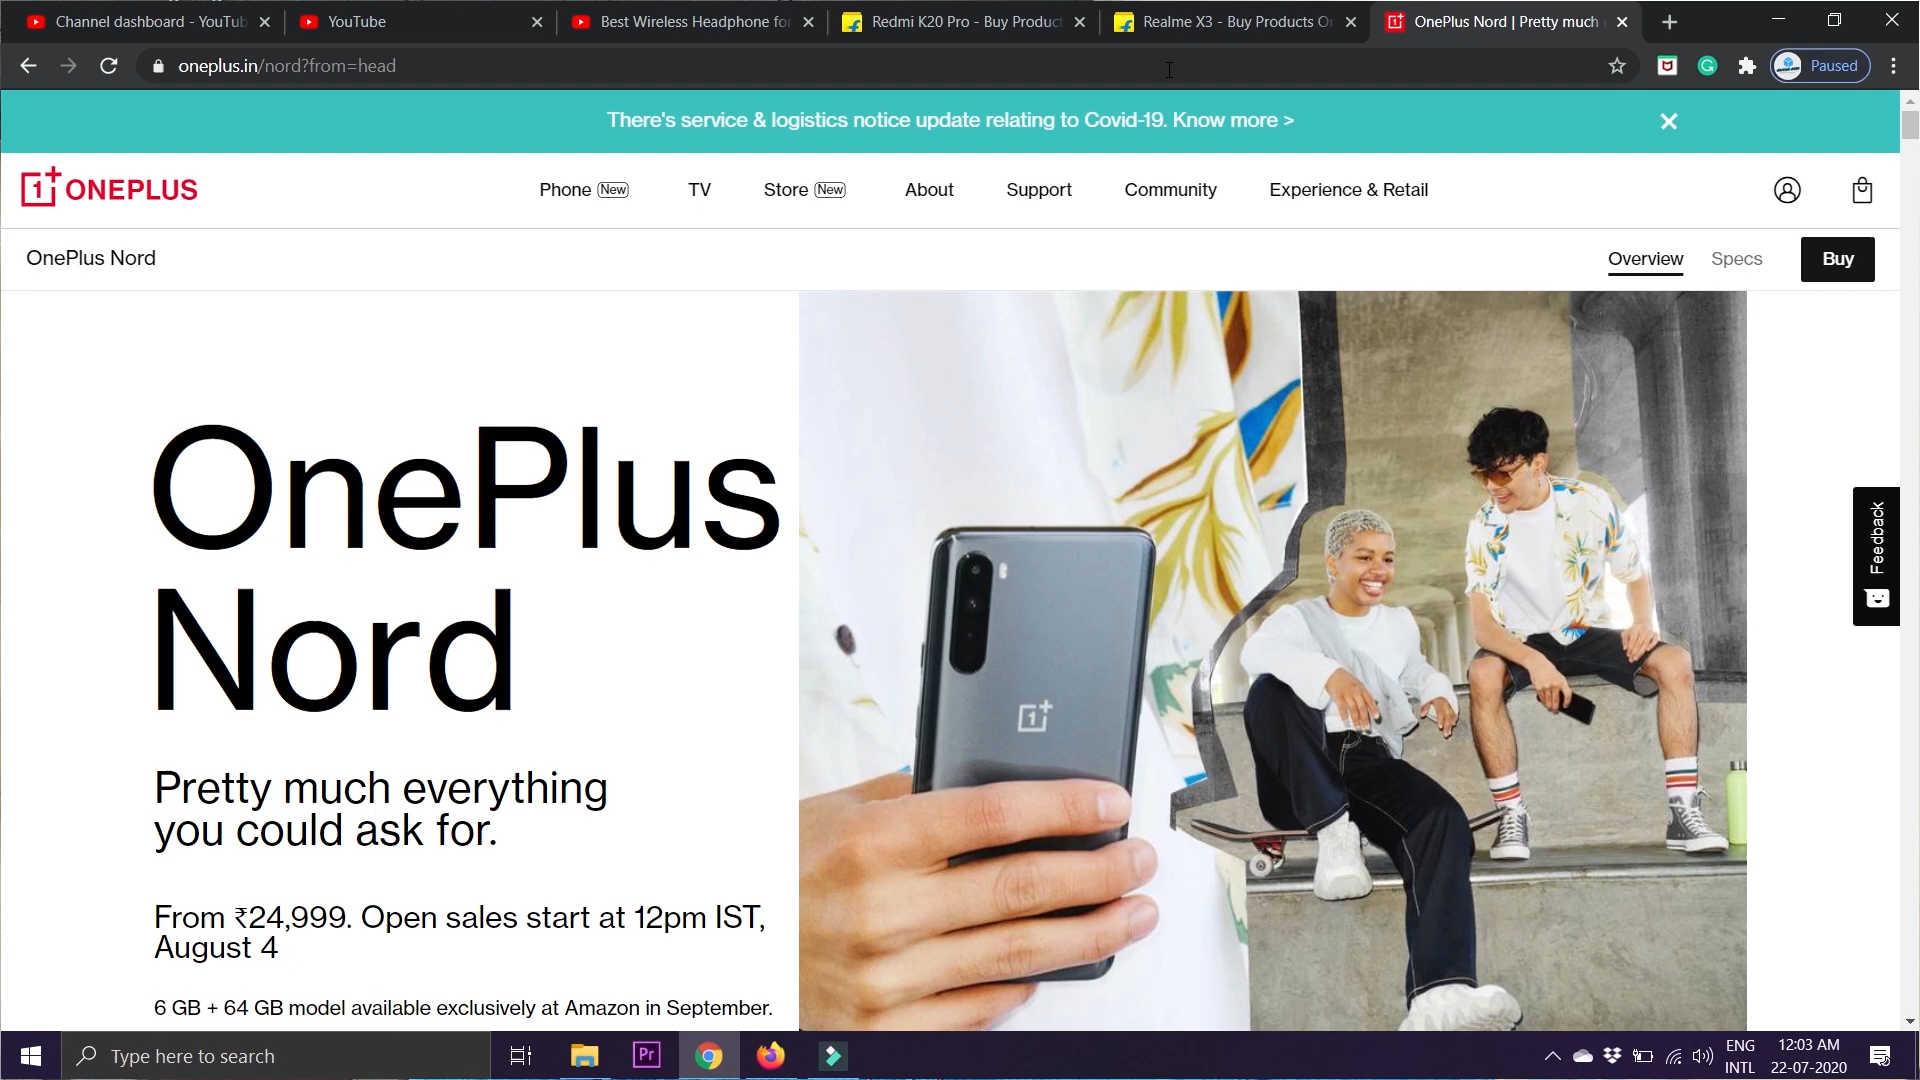 Channel dashboard - YouTub
YouTube
Best Wireless Headphone for
Redmi K20 Pro - Buy Product
Realme X3 - Buy Products On
OnePlus Nord | Pretty much
oneplus.in/nord?from=head
Paused
There's service & logistics notice update relating to Covid-19. Know more >
ONEPLUS
Phone New
TV
Store New
About
Support
Community
Experience & Retail
OnePlus Nord
Overview
Specs
Buy
OnePlus
Nord
Feedback
Pretty much everything
you could ask for.
From ₹24,999. Open sales start at 12pm IST,
August 4
6 GB + 64 GB model available exclusively at Amazon in September.
Type here to search
Pr
ENG
INTL
12:03 AM
22-07-2020